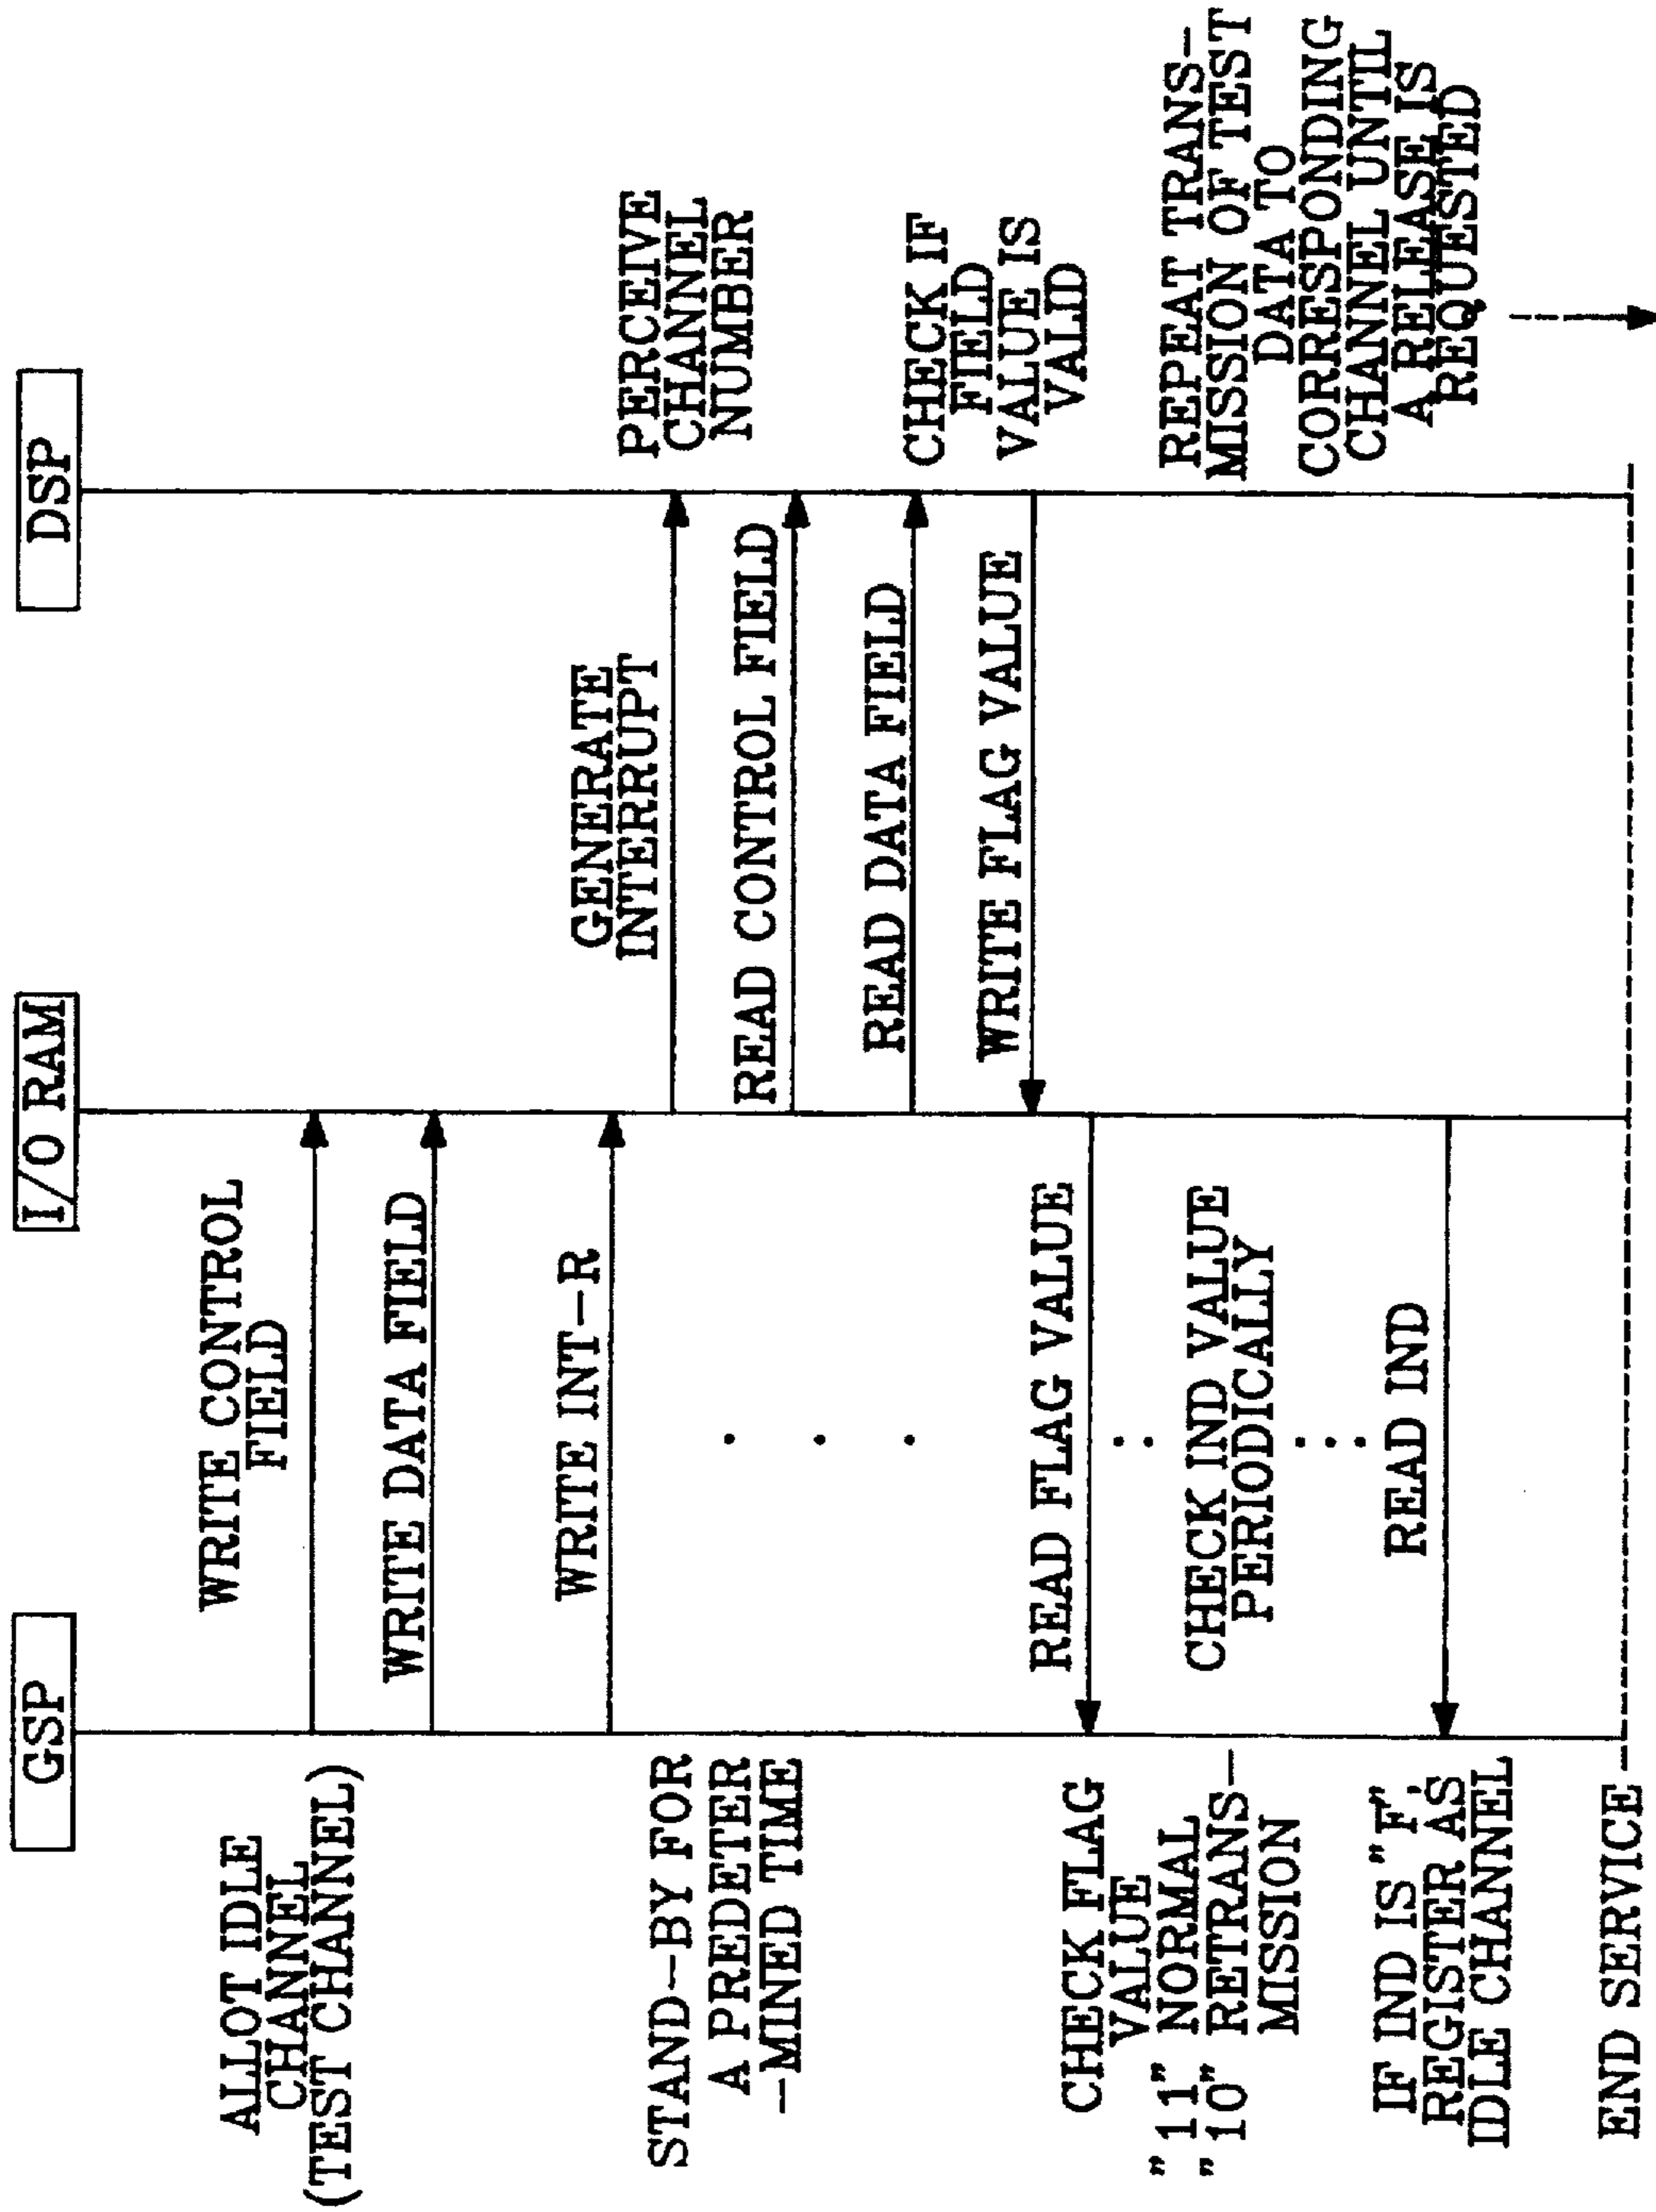 GSP
I/O RAM
DSP
ALLOT IDLE
CHANNEL
(TEST CHANNEL)
WRITE CONTROL
FIELD
WRITE DATA FIELD
WRITE INT-R
STAND-BY FOR
A PREDETER
-MINED TIME
GENERATE
INTERRUPT
PERCEIVE
CHANNEL
NUMBER
READ CONTROL FIELD
READ DATA FIELD
CHECK IF
FIELD
VALUE IS
VALID
WRITE FLAG VALUE
READ FLAG VALUE
CHECK FLAG
VALUE
"11" NORMAL
"10" RETRANS-
MISSION
CHECK IND VALUE
PERIODICALLY
REPEAT TRANS-
MISSION OF TEST
DATA TO
CORRESPONDING
CHANNEL UNTIL
A RELEASE IS
REQUESTED
READ IND
IF IND IS "F",
REGISTER AS
IDLE CHANNEL
END SERVICE